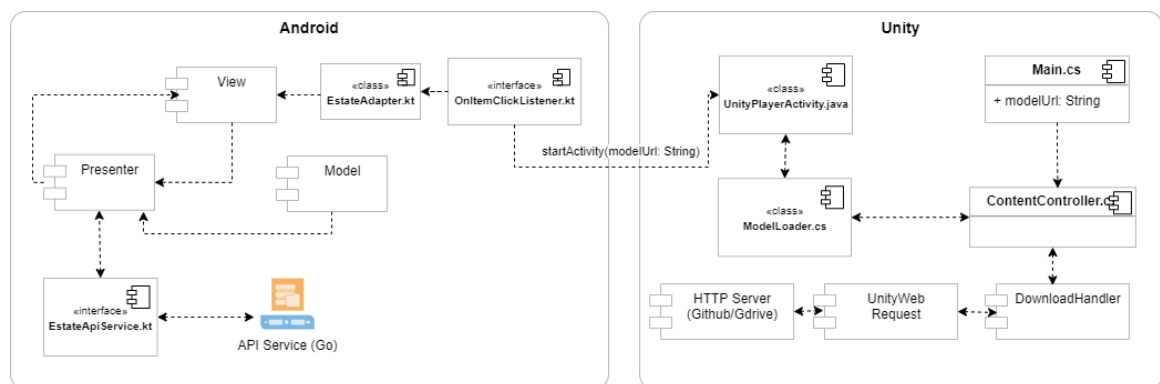 Android
View
«class»
EstateAdapter.kt
«interface»
OnItemClickListener.kt
startActivity(modelUrl: String)
Presenter
Model
«interface»
EstateApiService.kt
API Service (Go)
Unity
«class»
UnityPlayerActivity.java
Main.cs
+ modelUrl: String
«class»
ModelLoader.cs
ContentController.c
HTTP Server
(Github/Gdrive)
UnityWeb
Request
DownloadHandler